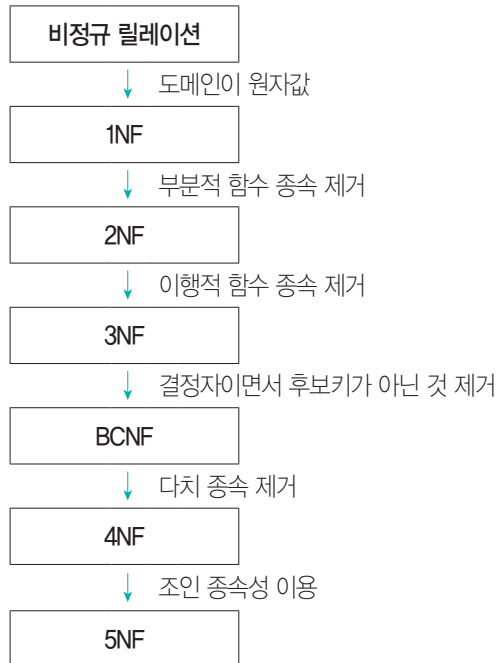 비정규 릴레이션
도메인이 원자값
1NF
부분적 함수 종속 제거
2NF
이행적 함수 종속 제거
3NF
결정자이면서 후보키가 아닌 것 제거
BCNF
다치 종속 제거
4NF
조인 종속성 이용
5NF